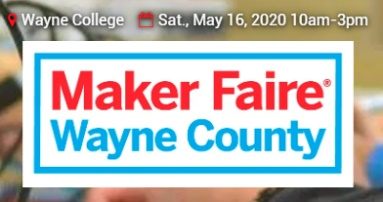 Wayne College Sat., May 16, 2020 10am-3pm
Maker Faire®
Wayne County